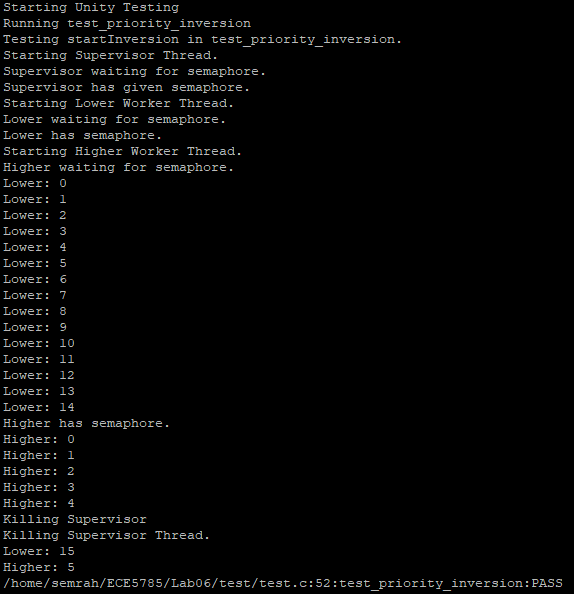 Starting Unity Testing
Running test_priority_inversion
Testing startInversion in test_priority_inversion.
Starting Supervisor Thread.
Supervisor waiting for semaphore.
Supervisor has given semaphore.
Starting Lower Worker Thread.
Lower waiting for semaphore.
Lower has semaphore.
Starting Higher Worker Thread.
Higher waiting for semaphore.
Lower: 0
Lower: 1
Lower: 2
Lower: 3
Lower: 4
Lower: 5
Lower: 6
Lower: 7
Lower: 8
Lower: 9
Lower: 10
Lower: 11
Lower: 12
Lower: 13
Lower: 14
Higher has semaphore.
Higher: 0
Higher: 1
Higher: 2
Higher: 3
Higher: 4
Killing Supervisor
Killing Supervisor Thread.
Lower: 15
Higher: 5
/home/semrah/ECE5785/Lab06/test/test.c:52:test_priority_inversion:PASS